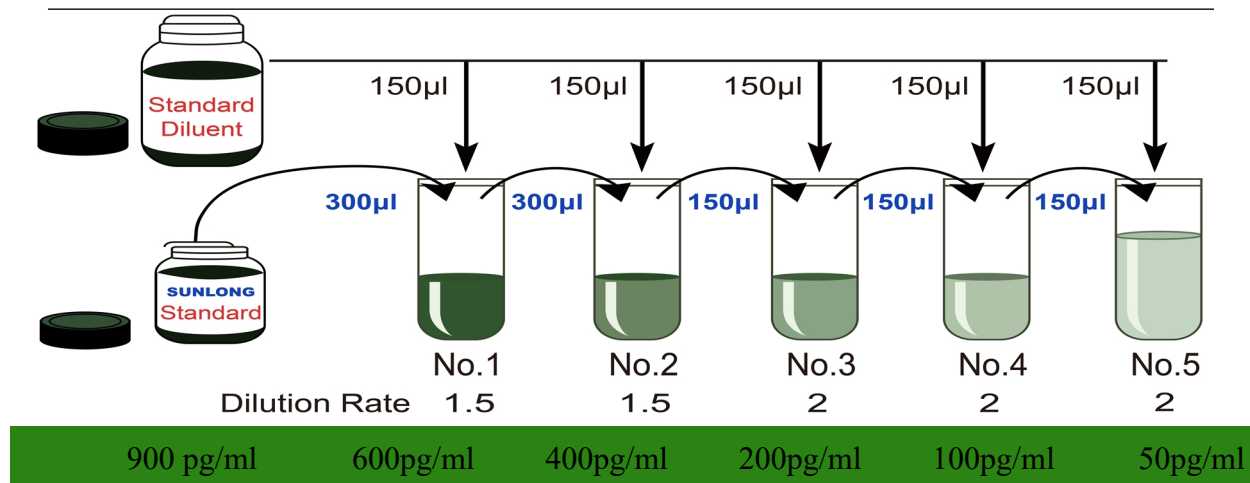 150µl 150µl 150µl 150µl 150µl
Standard
Diluent
300µl 300µl 150µl 150µl 150µl
SUNLONG
Standard
No.1 No.2 No.3 No.4 No.5
Dilution Rate 1.5 1.5 2 2 2
900 pg/ml 600pg/ml 400pg/ml 200pg/ml 100pg/ml 50pg/ml